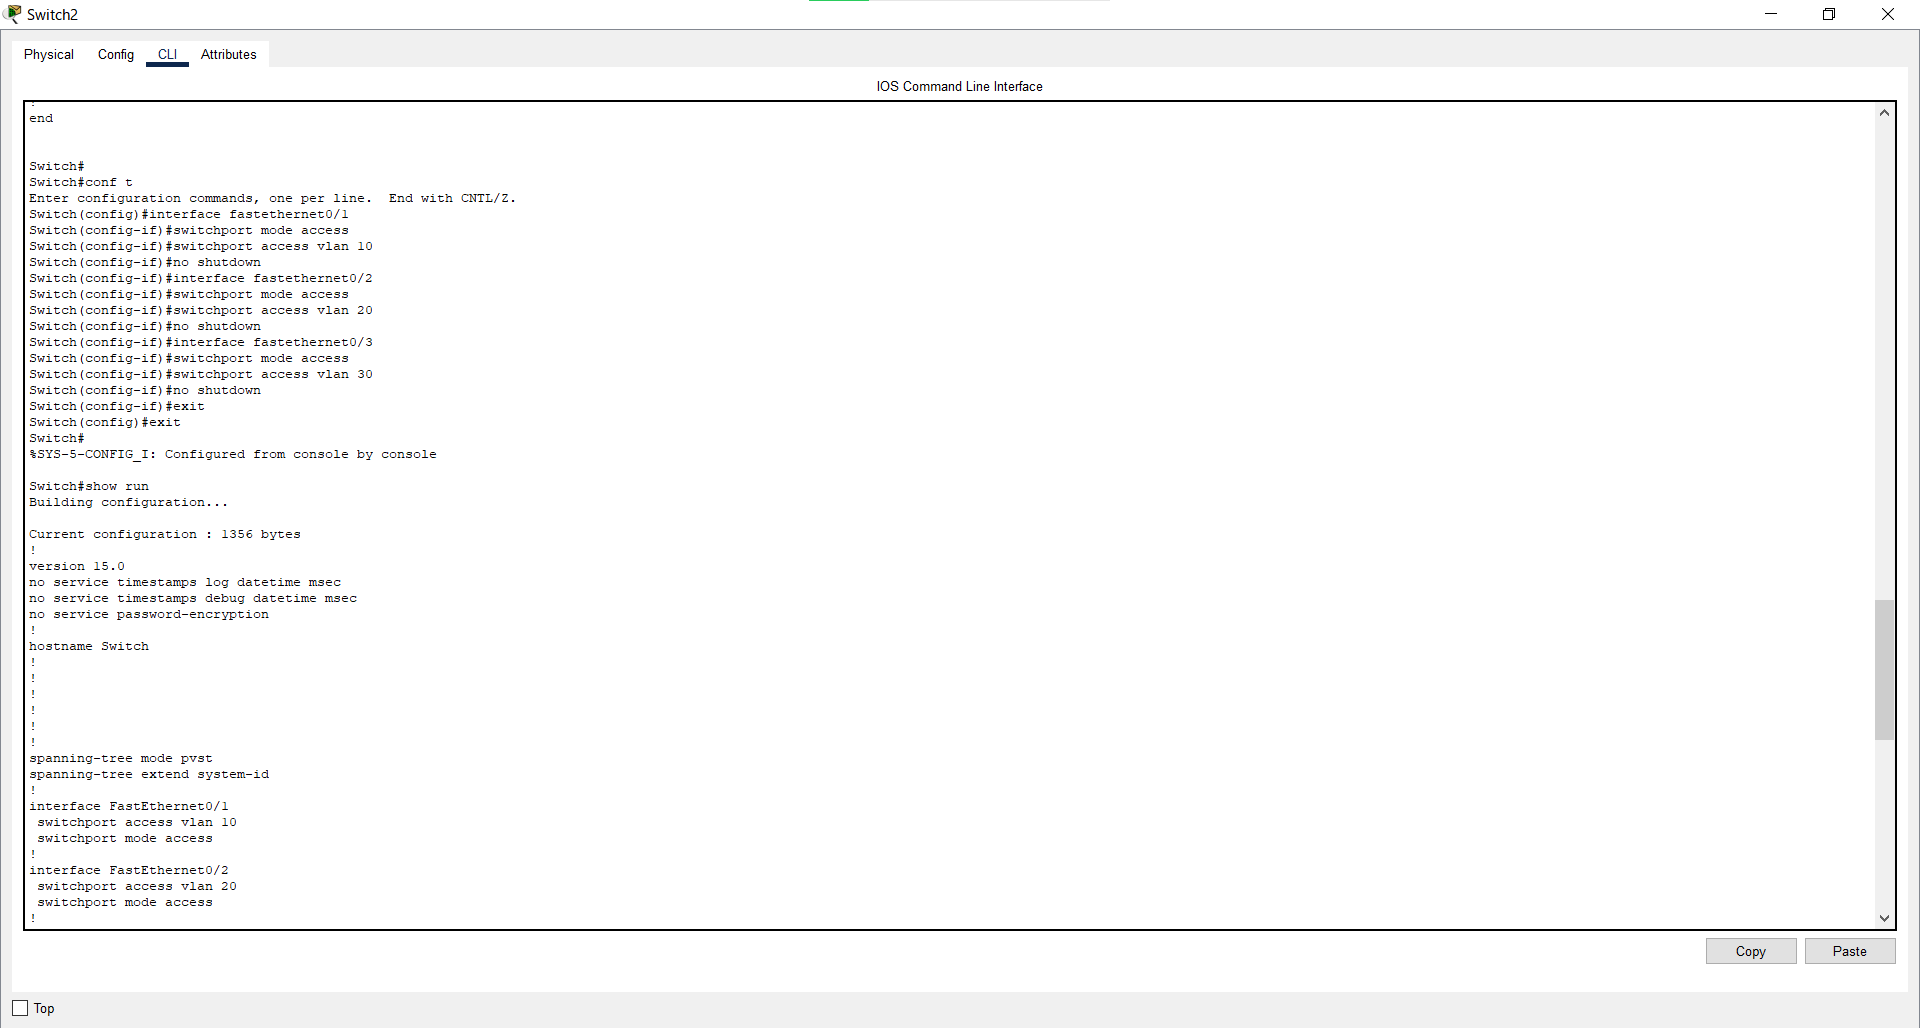 Switch2
Physical Config CLI Attributes
IOS Command Line Interface
!
end
Switch#
Switch#conf t
Enter configuration commands, one per line.  End with CNTL/Z.
Switch(config)#interface fastethernet0/1
Switch(config-if)#switchport mode access
Switch(config-if)#switchport access vlan 10
Switch(config-if)#no shutdown
Switch(config-if)#interface fastethernet0/2
Switch(config-if)#switchport mode access
Switch(config-if)#switchport access vlan 20
Switch(config-if)#no shutdown
Switch(config-if)#interface fastethernet0/3
Switch(config-if)#switchport mode access
Switch(config-if)#switchport access vlan 30
Switch(config-if)#no shutdown
Switch(config-if)#exit
Switch(config)#exit
Switch#
%SYS-5-CONFIG_I: Configured from console by console
Switch#show run
Building configuration...
Current configuration : 1356 bytes
!
version 15.0
no service timestamps log datetime msec
no service timestamps debug datetime msec
no service password-encryption
!
hostname Switch
!
!
!
!
!
!
spanning-tree mode pvst
spanning-tree extend system-id
!
interface FastEthernet0/1
 switchport access vlan 10
 switchport mode access
!
interface FastEthernet0/2
 switchport access vlan 20
 switchport mode access
!
Copy Paste
Top